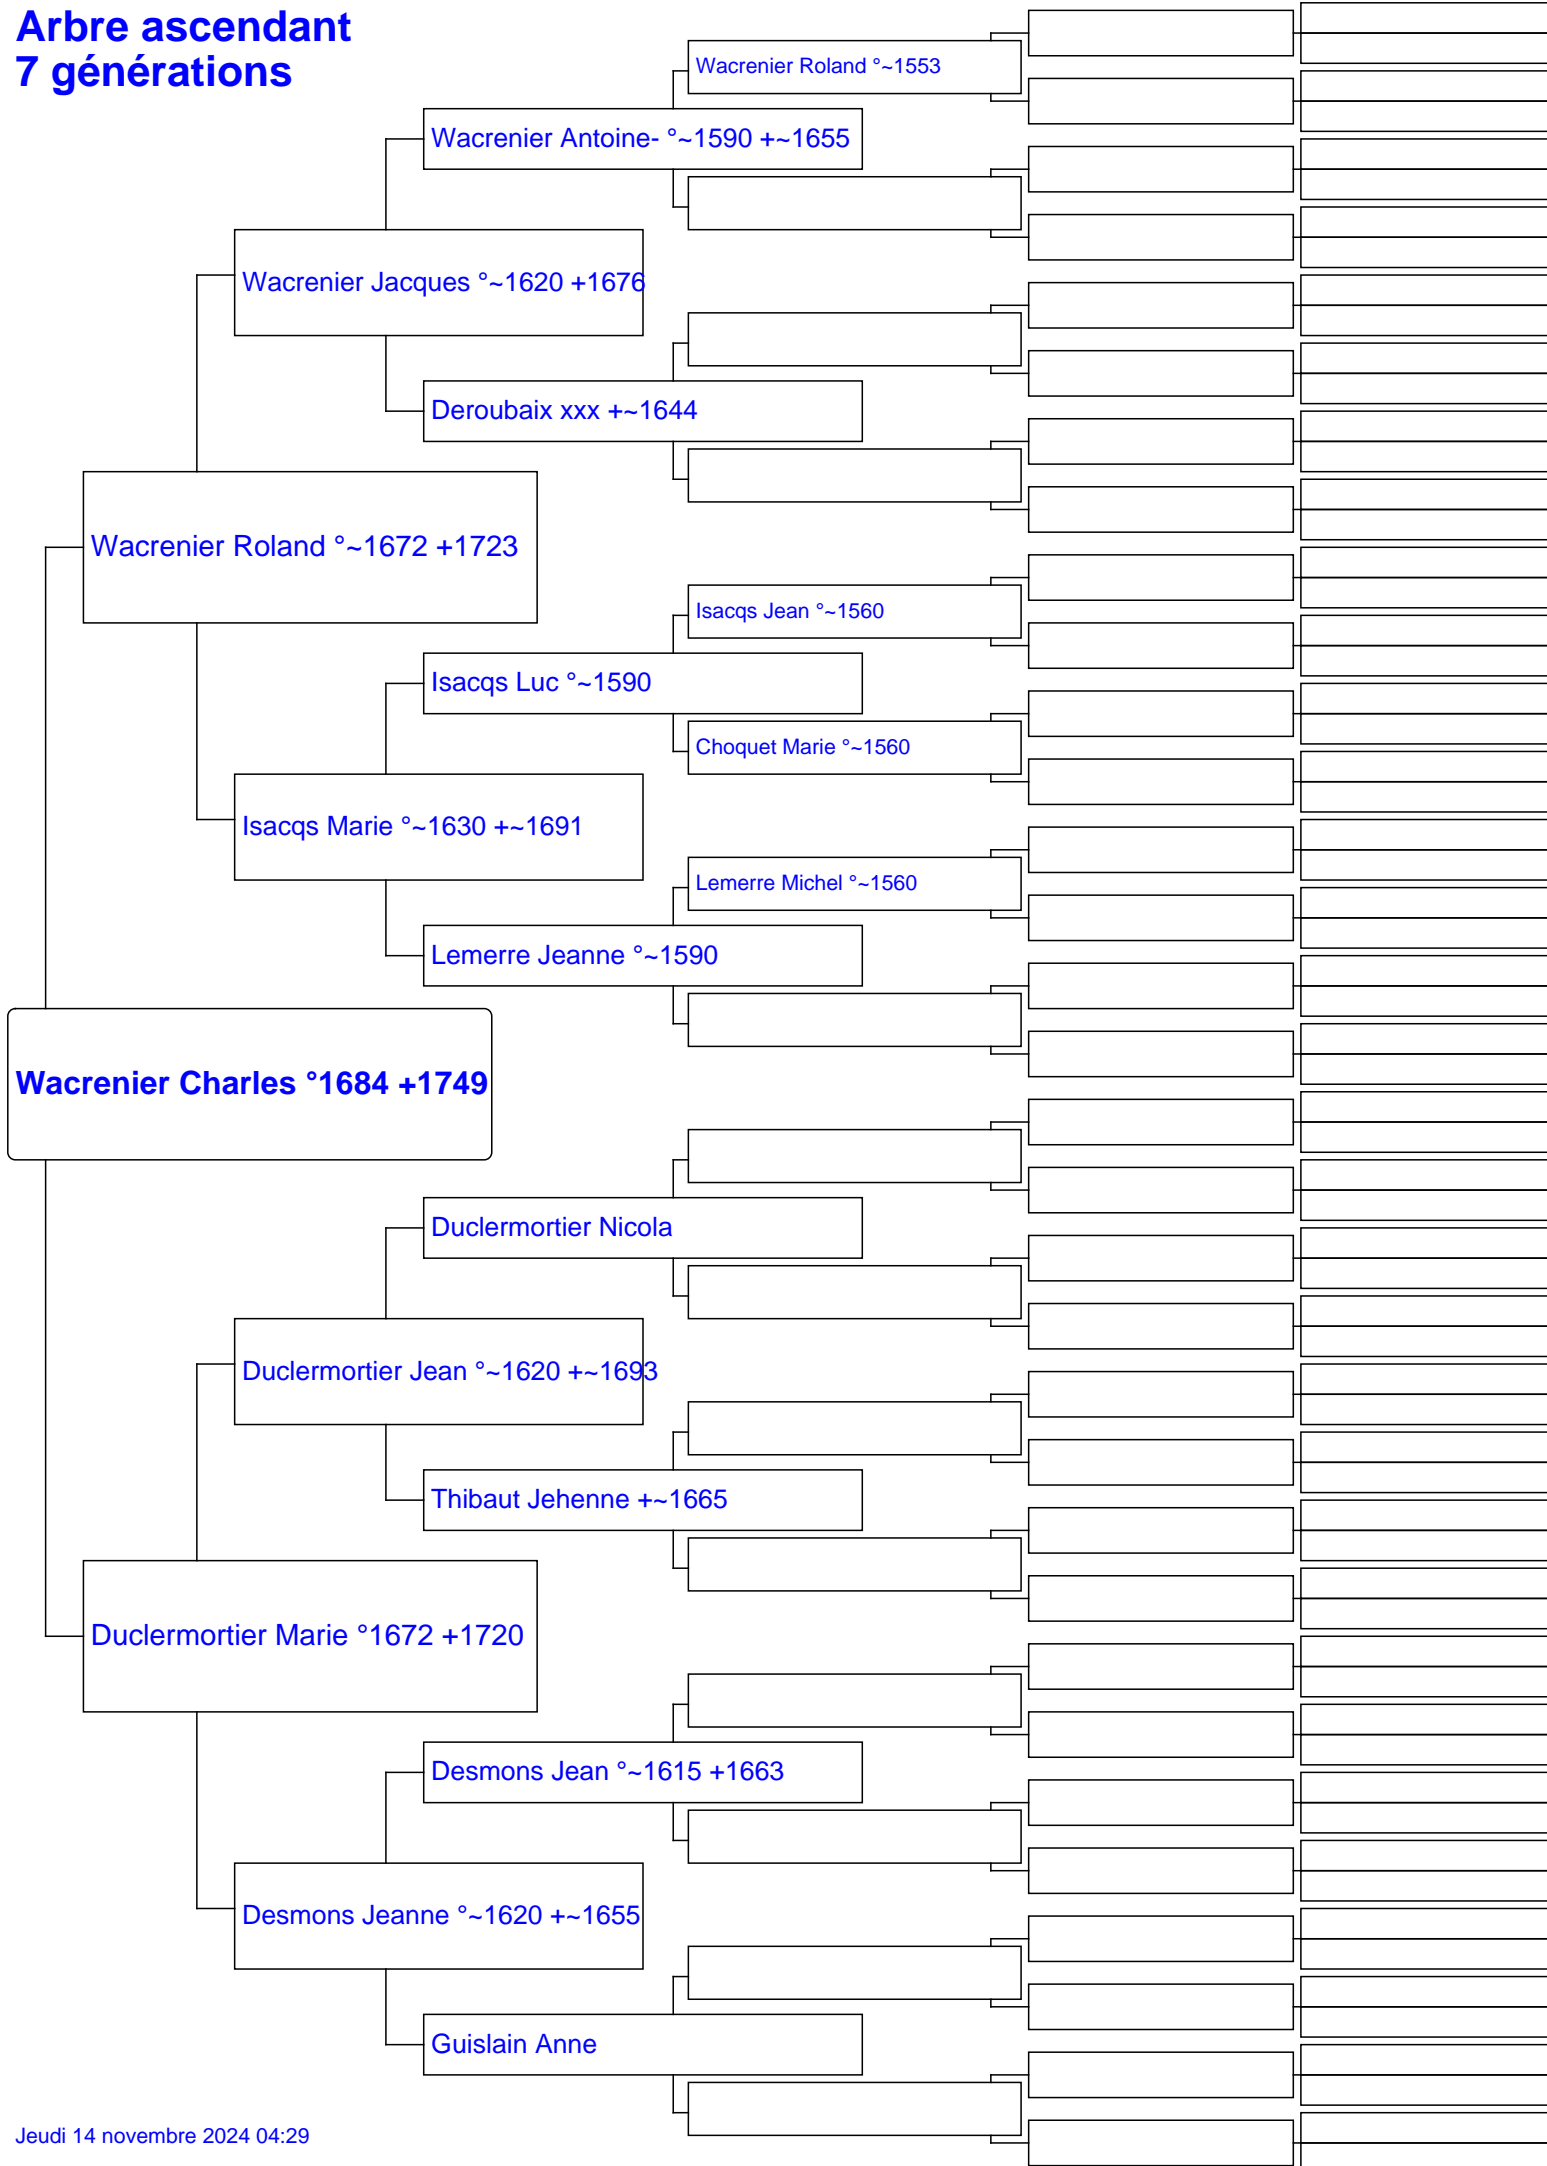 Arbre ascendant
7 générations
Wacrenier Roland °~1553
Wacrenier Antoine- °~1590 +~1655
Wacrenier Jacques °~1620 +1676
Deroubaix xxx +~1644
Wacrenier Roland °~1672 +1723
Isacqs Jean °~1560
Isacqs Luc °~1590
Choquet Marie °~1560
Isacqs Marie °~1630 +~1691
Lemerre Michel °~1560
Lemerre Jeanne °~1590
Wacrenier Charles °1684 +1749
Duclermortier Nicola
Duclermortier Jean °~1620 +~1693
Thibaut Jehenne +~1665
Duclermortier Marie °1672 +1720
Desmons Jean °~1615 +1663
Desmons Jeanne °~1620 +~1655
Guislain Anne
Jeudi 14 novembre 2024 04:29